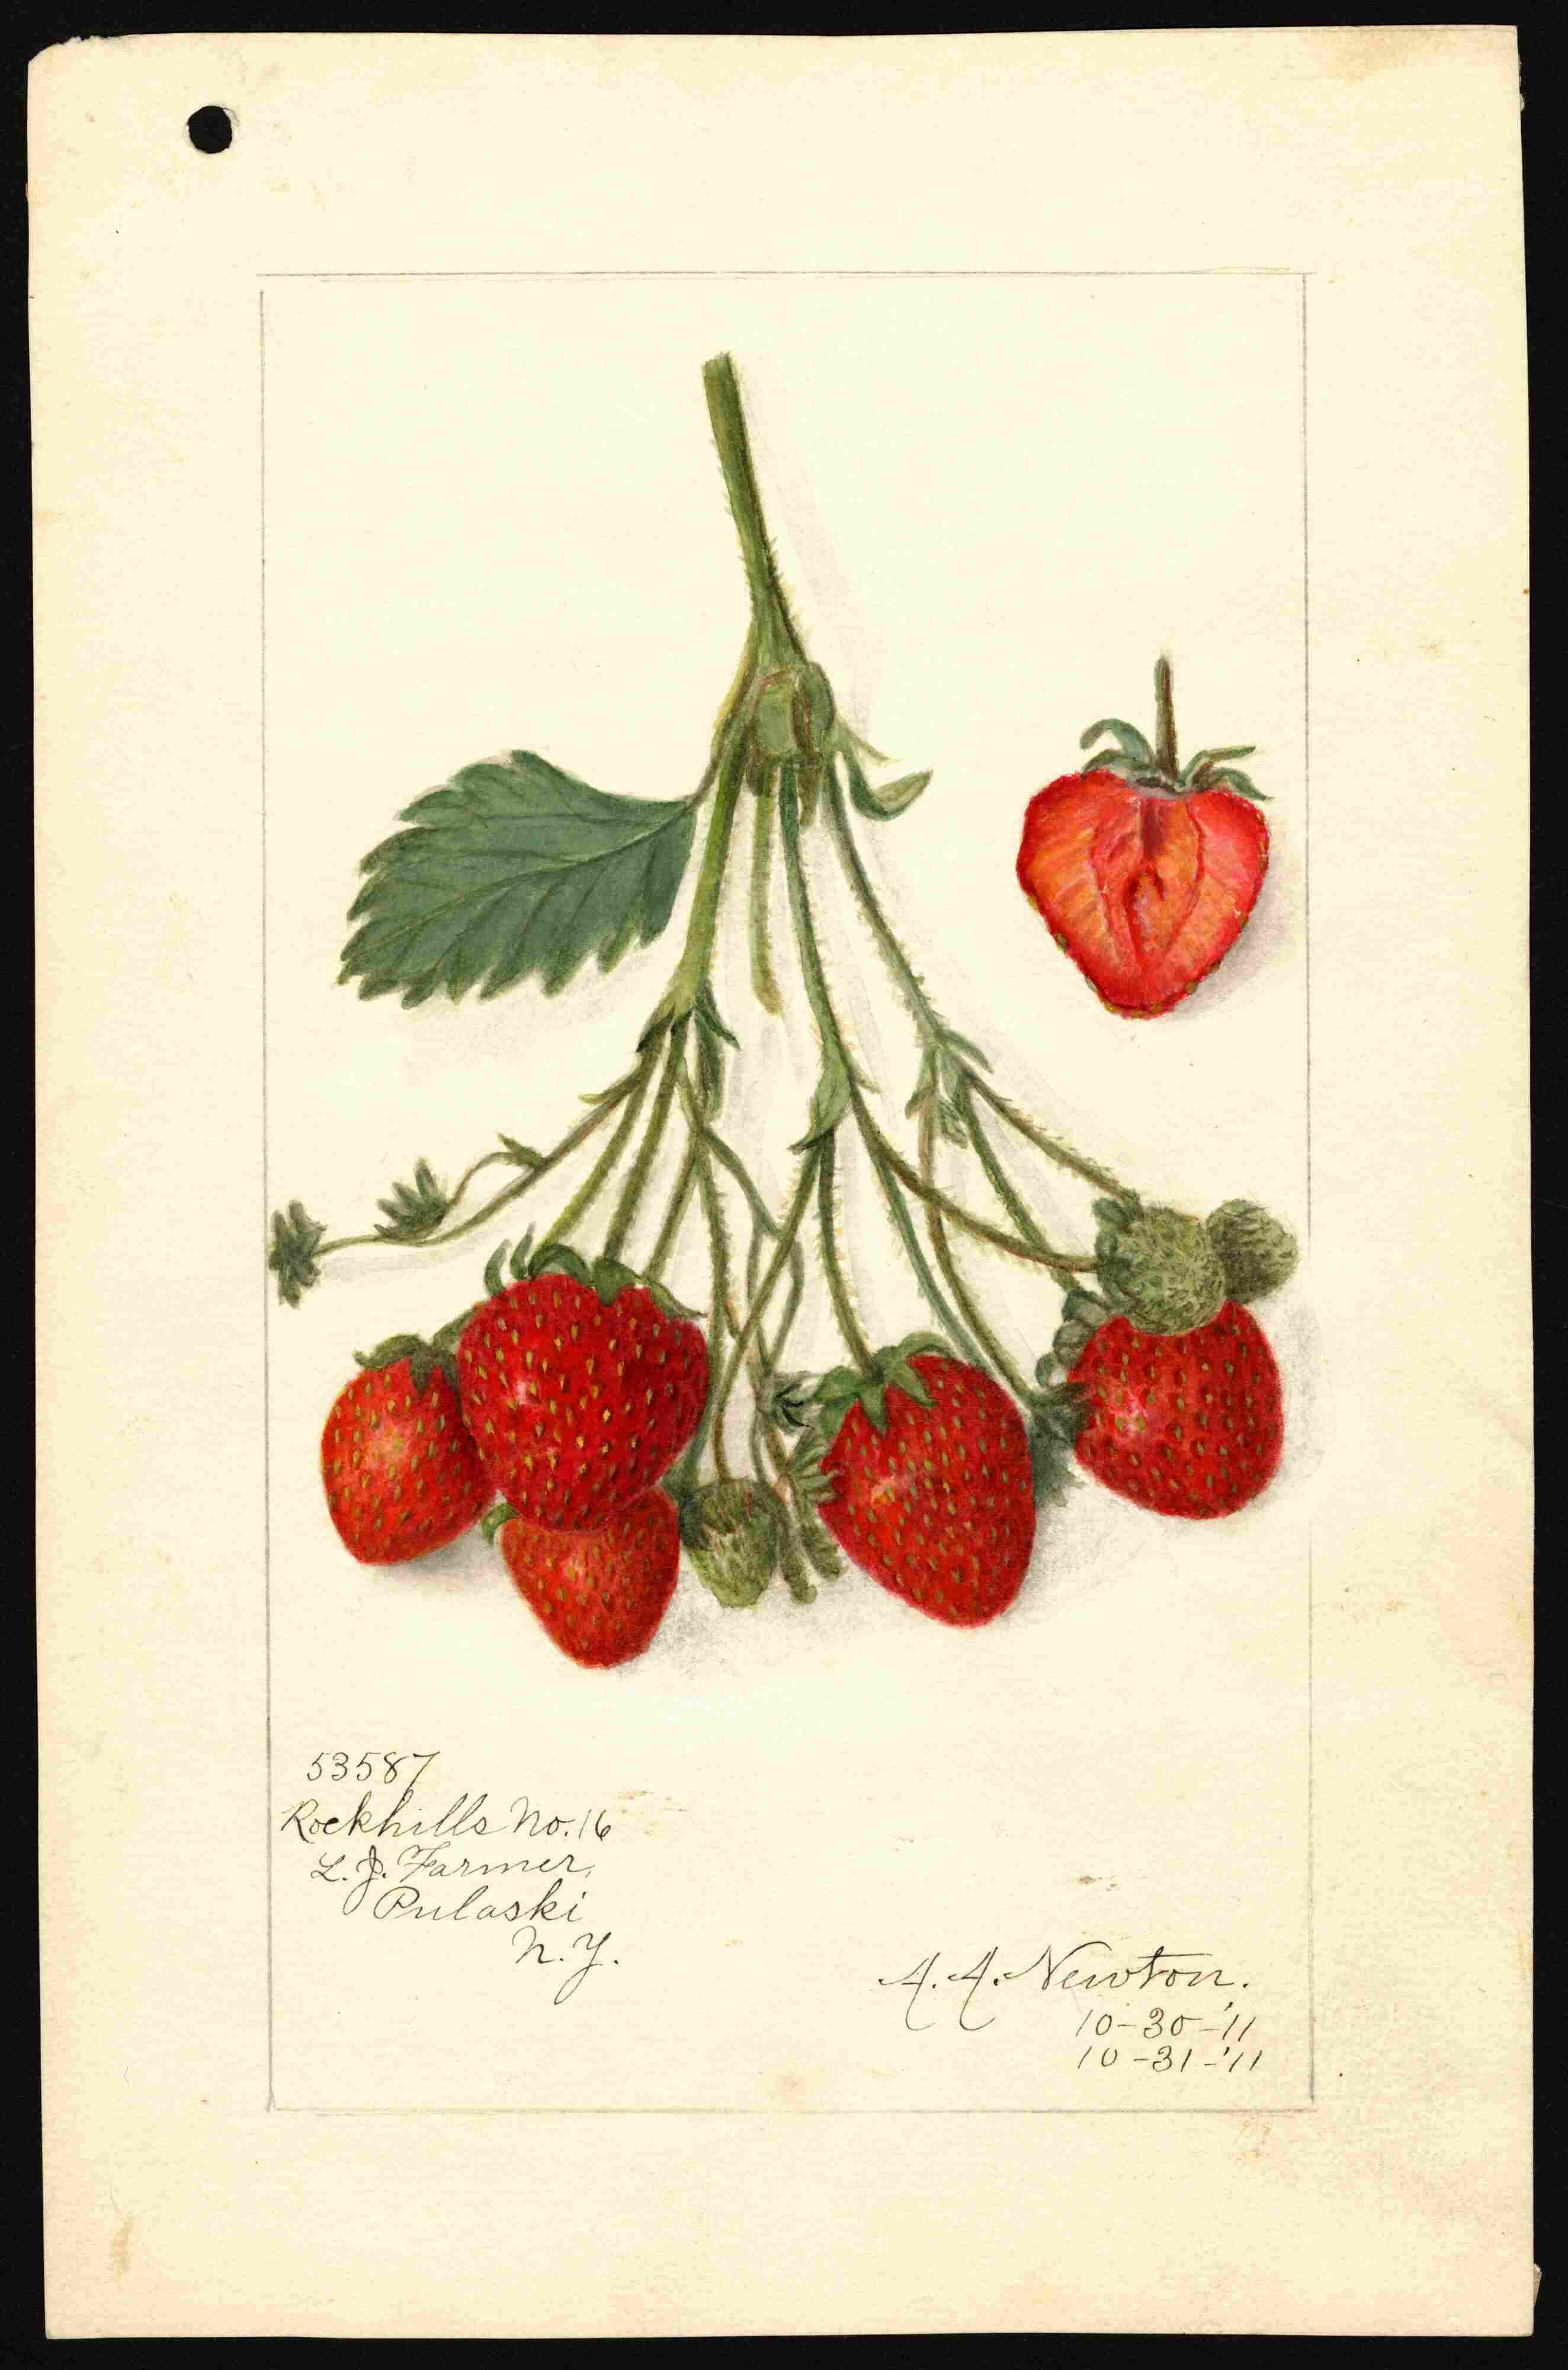 53587
Rockhills No. 16
L. J. Farmer,
Pulaski
N. Y.
A. A. Newton.
10-30-'11
10-31-'11